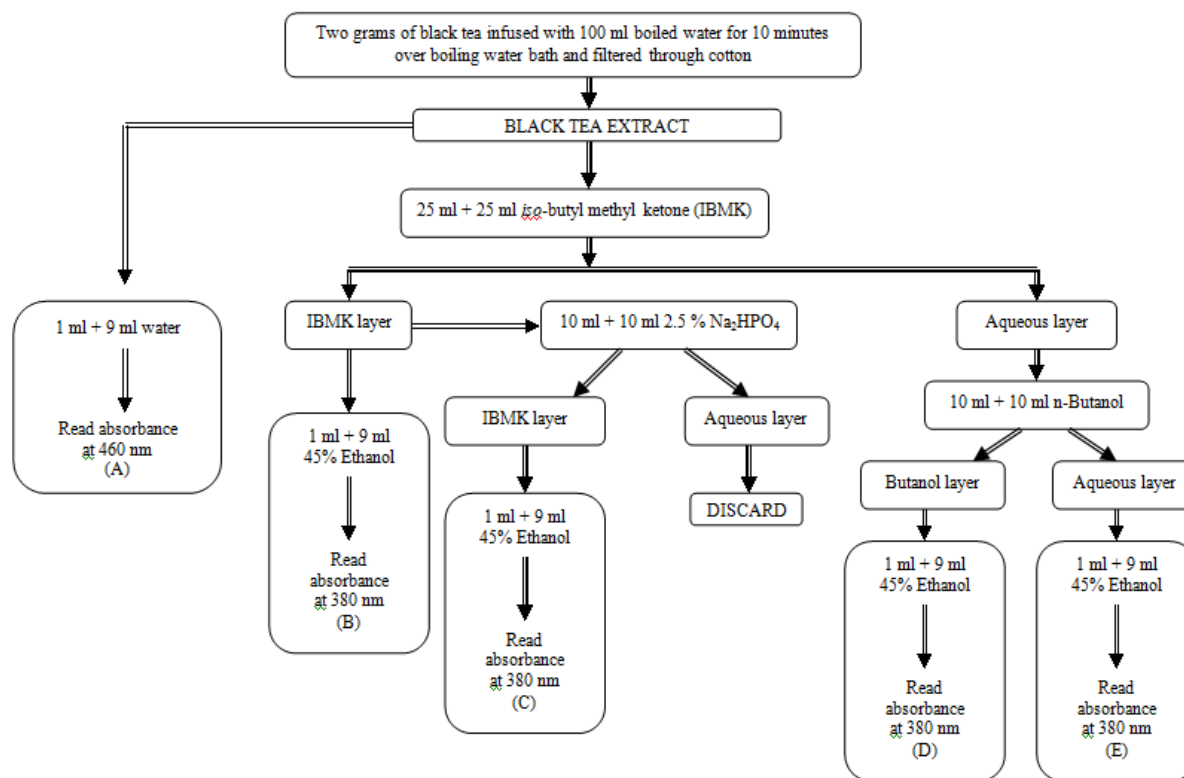 Two grams of black tea infused with 100 ml boiled water for 10 minutes
over boiling water bath and filtered through cotton
BLACK TEA EXTRACT
25 ml + 25 ml iso-butyl methyl ketone (IBMK)
1 ml + 9 ml water
Read absorbance
at 460 nm
(A)
IBMK layer
10 ml + 10 ml 2.5 % Na₂HPO₄
Aqueous layer
1 ml + 9 ml
45% Ethanol
Read
absorbance
at 380 nm
(B)
IBMK layer
Aqueous layer
1 ml + 9 ml
45% Ethanol
Read
absorbance
at 380 nm
(C)
DISCARD
10 ml + 10 ml n-Butanol
Butanol layer
Aqueous layer
1 ml + 9 ml
45% Ethanol
Read
absorbance
at 380 nm
(D)
1 ml + 9 ml
45% Ethanol
Read
absorbance
at 380 nm
(E)